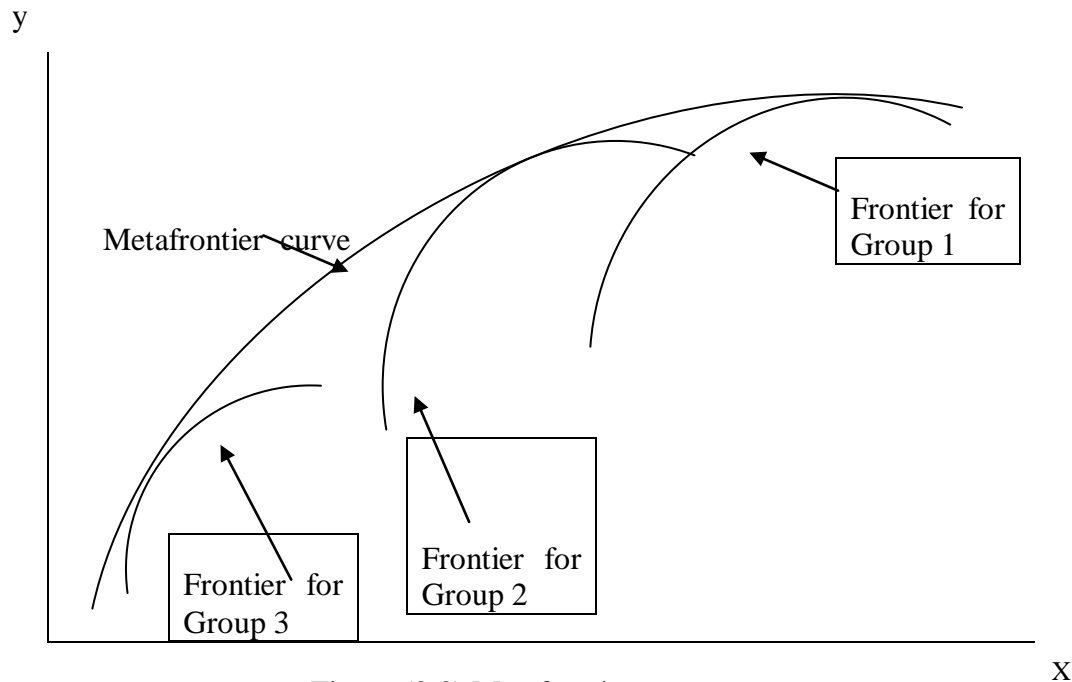 y
Metafrontier curve
Frontier for
Group 1
Frontier for
Group 2
Frontier for
Group 3
X